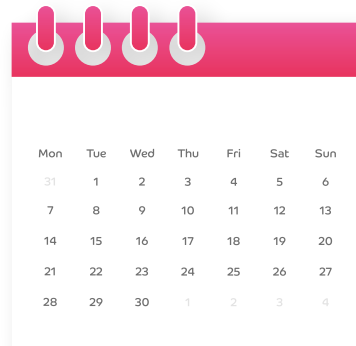 Mon Tue Wed Thu Fri Sat Sun
31 1 2 3 4 5 6
7 8 9 10 11 12 13
14 15 16 17 18 19 20
21 22 23 24 25 26 27
28 29 30 1 2 3 4